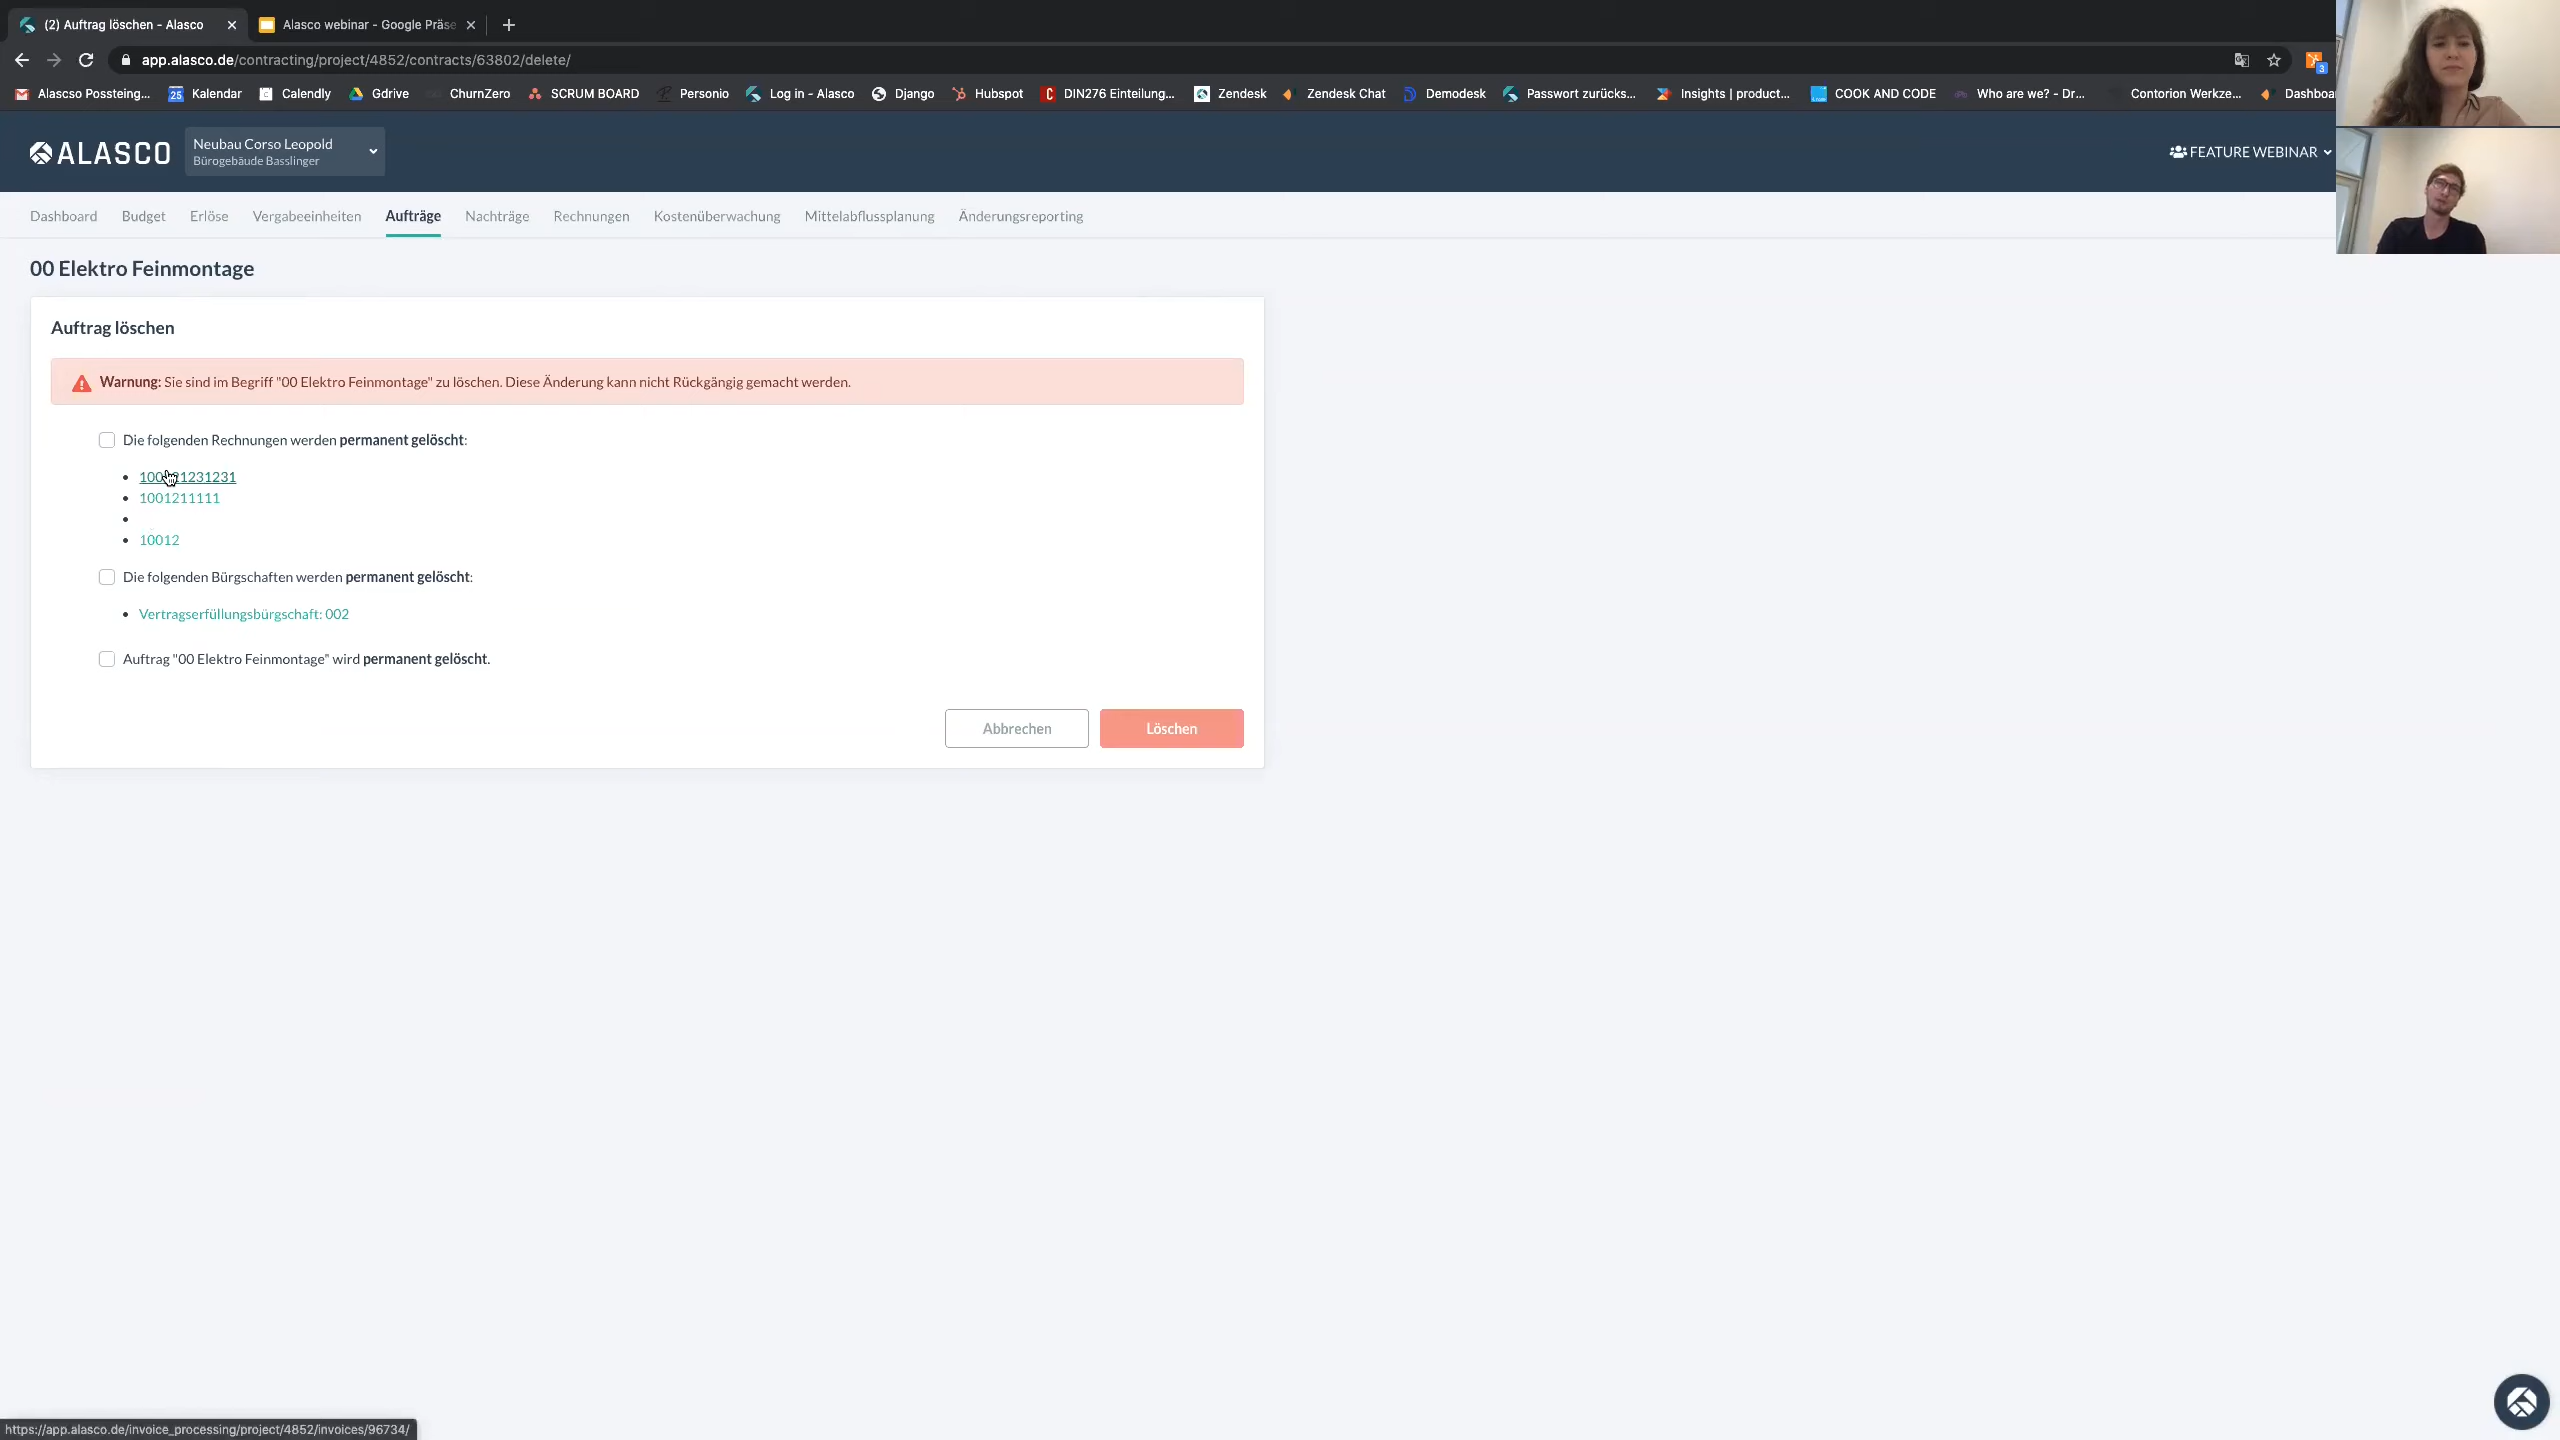 (2) Auftrag löschen - Alasco
Alasco webinar - Google Präse
app.alasco.de/contracting/project/4852/contracts/63802/delete/
3
Alascso Possteing... 25 Kalendar Calendly Gdrive ChurnZero SCRUM BOARD Personio Log in - Alasco Django Hubspot DIN276 Einteilung... Zendesk Zendesk Chat Demodesk Passwort zurücks... Insights | product... COOK AND CODE Who are we? - Dr... Contorion Werkze... Dashboar
ALASCO
Neubau Corso Leopold
Bürogebäude Basslinger
FEATURE WEBINAR
Dashboard Budget Erlöse Vergabeeinheiten Aufträge Nachträge Rechnungen Kostenüberwachung Mittelabflussplanung Änderungsreporting
00 Elektro Feinmontage
Auftrag löschen
Warnung: Sie sind im Begriff "00 Elektro Feinmontage" zu löschen. Diese Änderung kann nicht Rückgängig gemacht werden.
Die folgenden Rechnungen werden permanent gelöscht:
1001211111
10012
Die folgenden Bürgschaften werden permanent gelöscht:
Vertragserfüllungsbürgschaft: 002
Auftrag "00 Elektro Feinmontage" wird permanent gelöscht.
Abbrechen Löschen
https://app.alasco.de/invoice_processing/project/4852/invoices/96734/